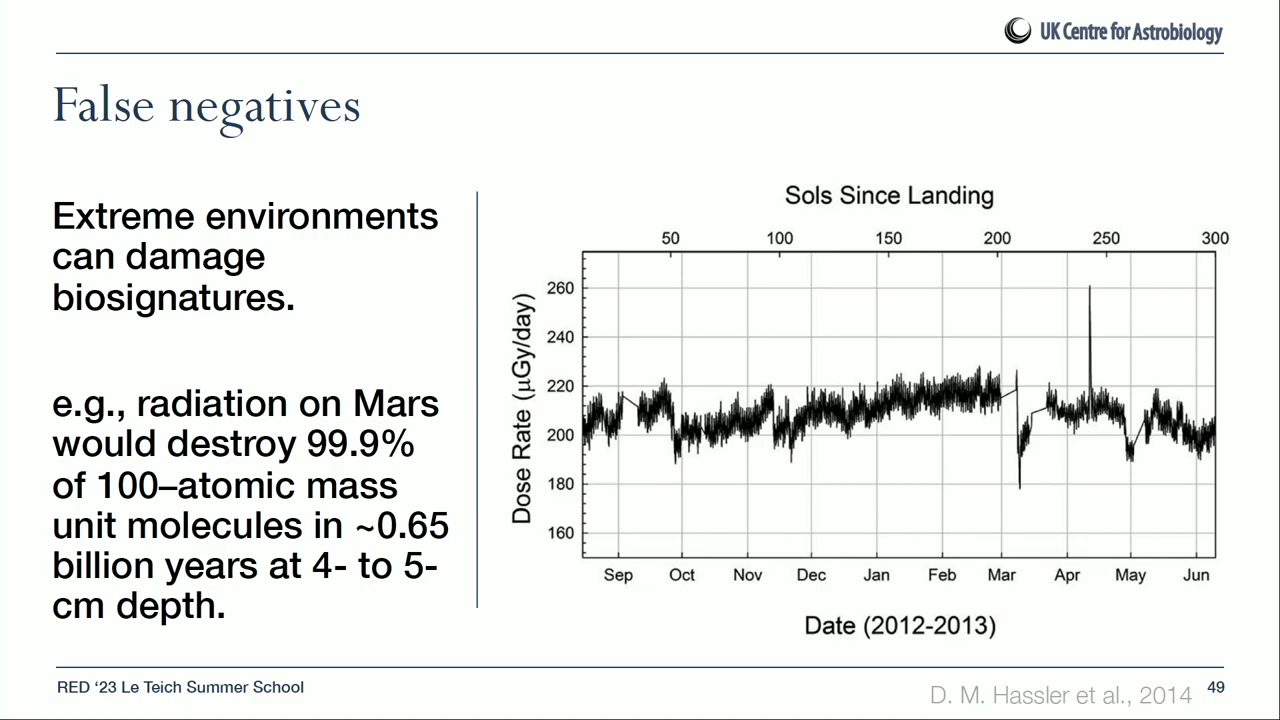 UK Centre for Astrobiology
False negatives
Extreme environments
can damage
biosignatures.
e.g., radiation on Mars
would destroy 99.9%
of 100–atomic mass
unit molecules in ~0.65
billion years at 4- to 5-
cm depth.
Sols Since Landing
50 100 150 200 250 300
Dose Rate (μGy/day)
260
240
220
200
180
160
Sep Oct Nov Dec Jan Feb Mar Apr May Jun
Date (2012-2013)
RED ‘23 Le Teich Summer School
D. M. Hassler et al., 2014
49